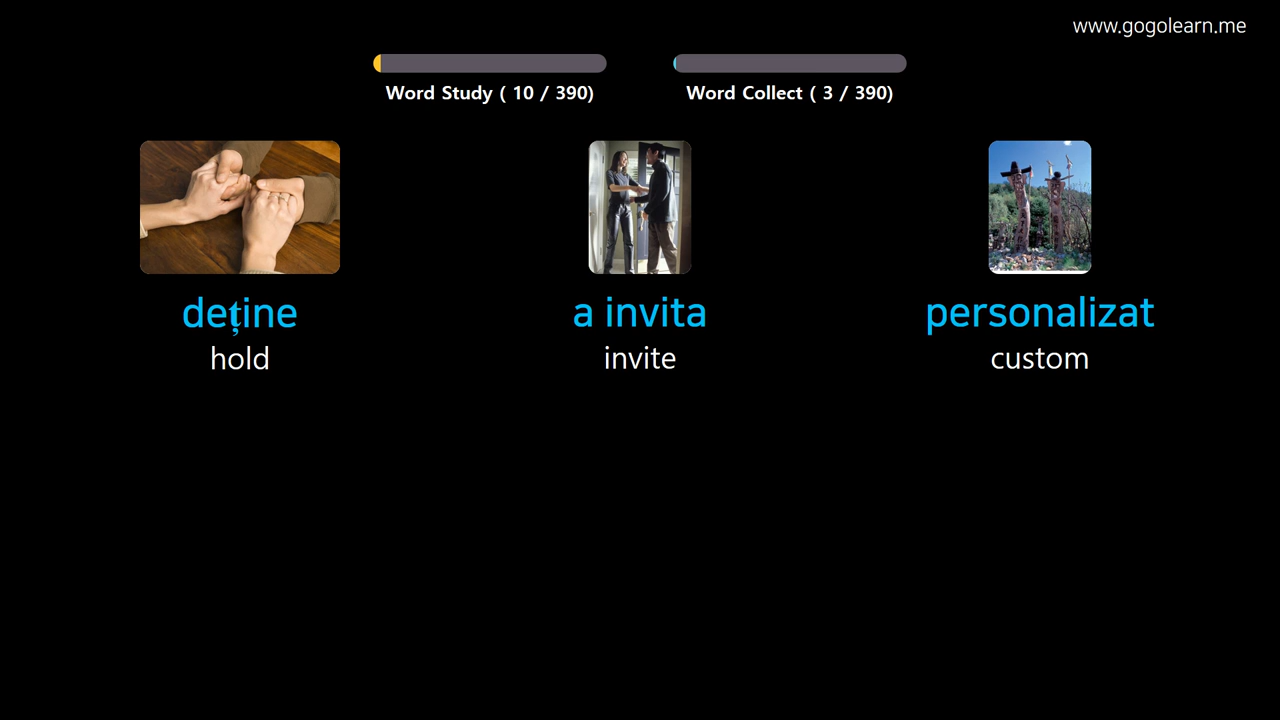 www.gogolearn.me
Word Study ( 10 / 390)
Word Collect ( 3 / 390)
deține
hold
a invita
invite
personalizat
custom